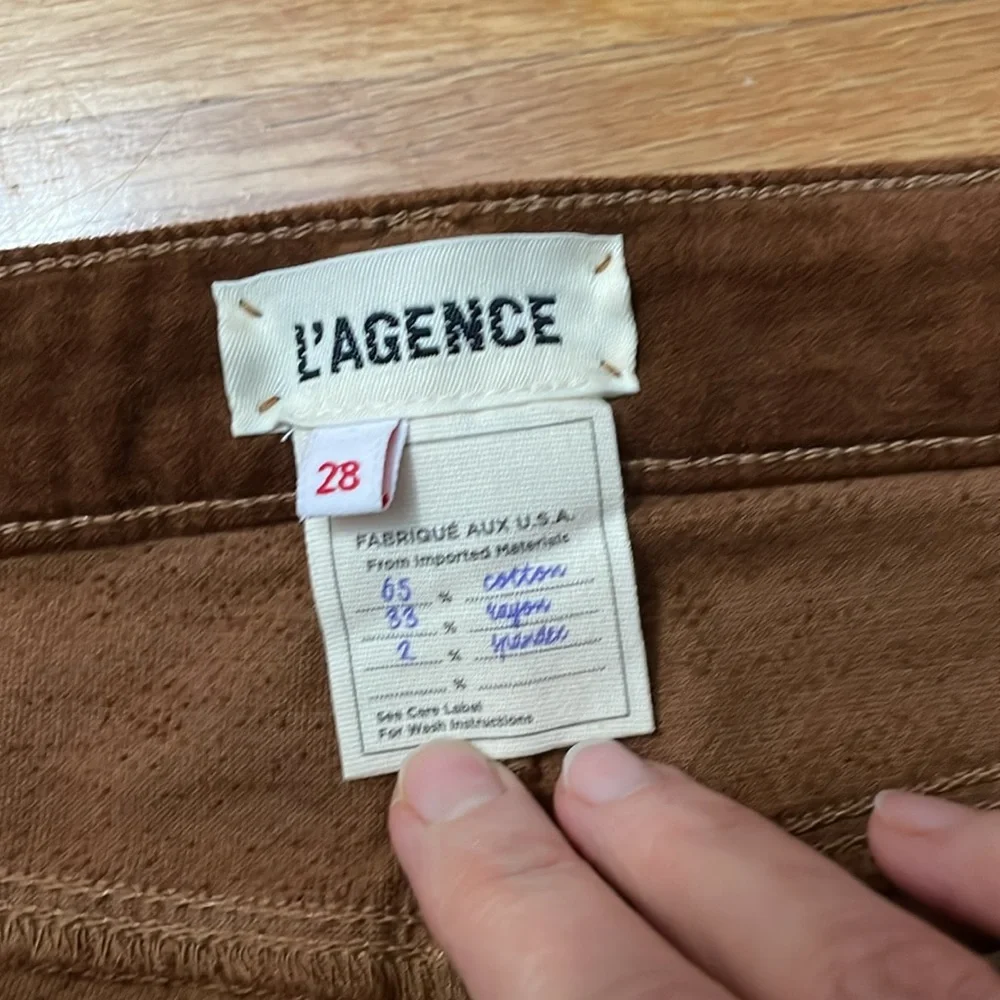 L'AGENCE
28
FABRIQUÉ AUX U.S.A.
From Imported Materials
65 % cotton
33 % rayon
2 % spandex
%
See Care Label
For Wash Instructions